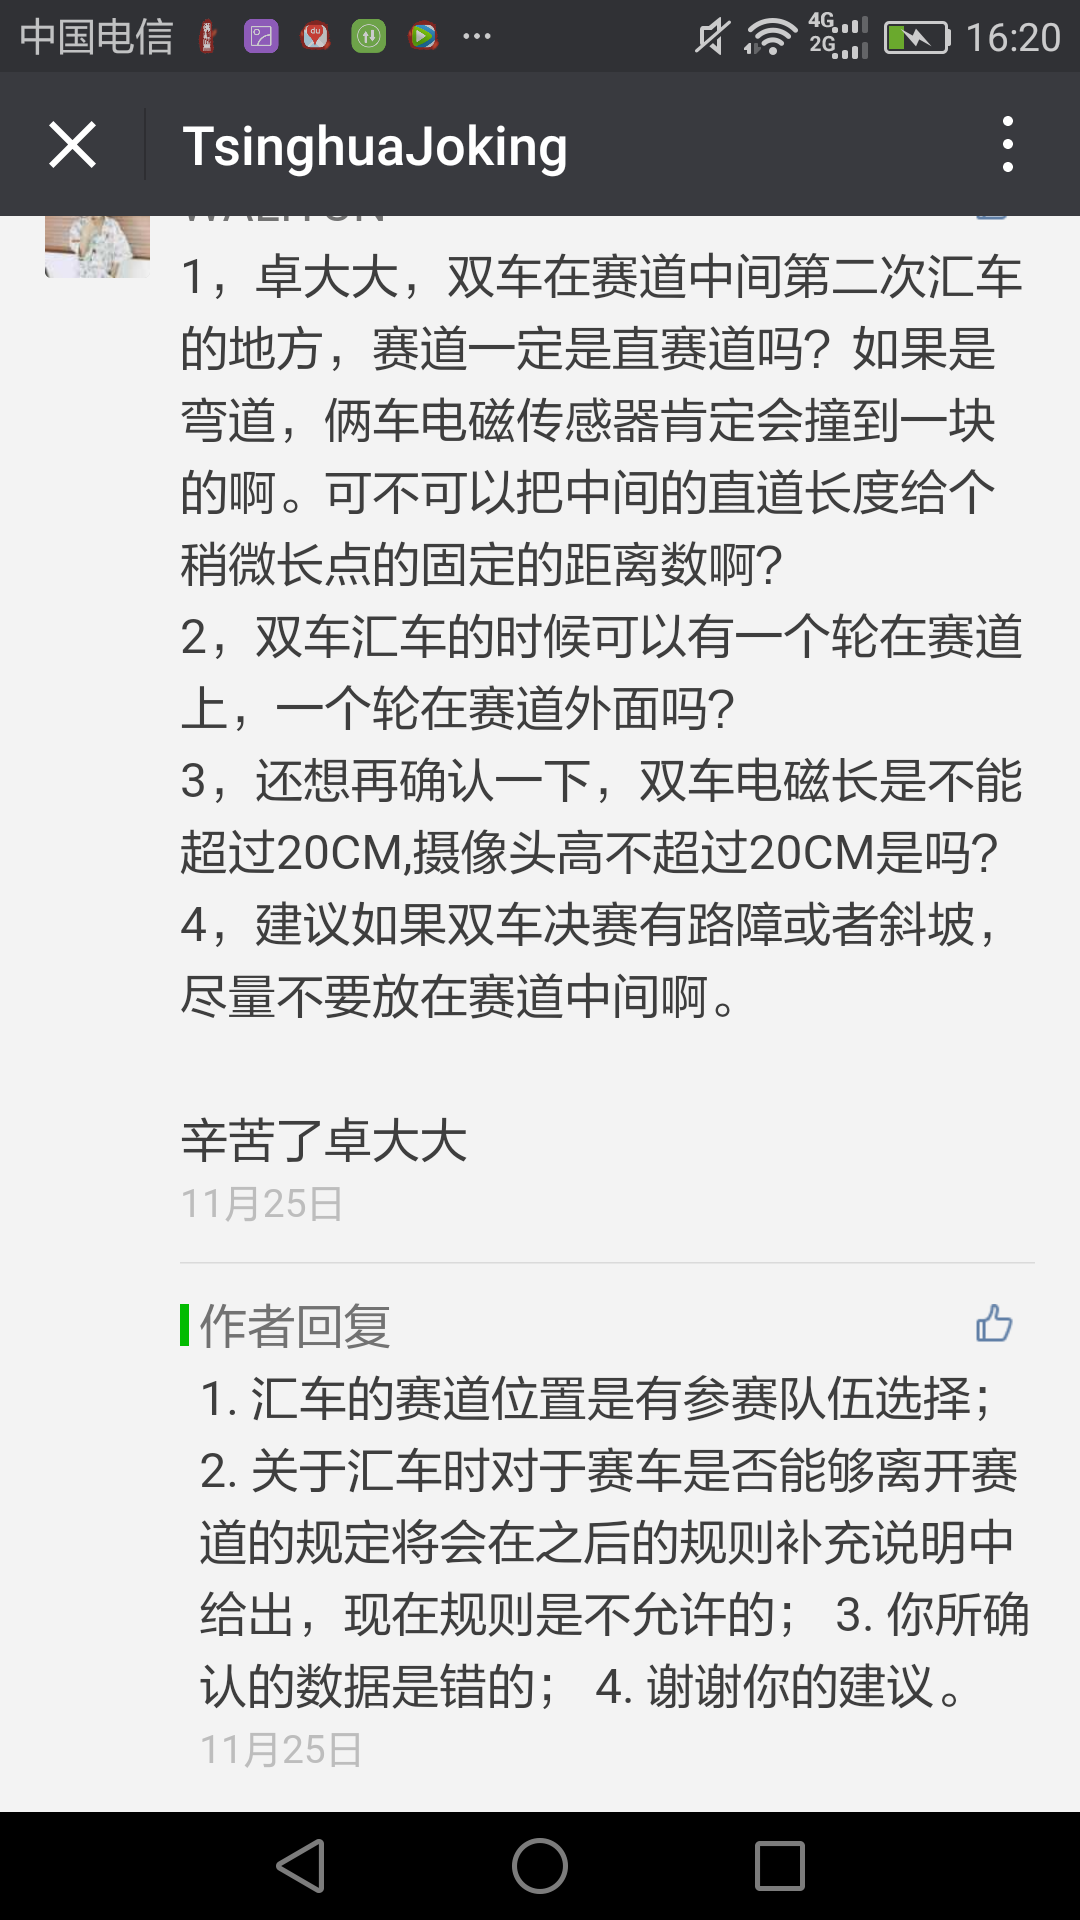 中国电信
4G
2G
16:20
TsinghuaJoking
1，卓大大，双车在赛道中间第二次汇车
的地方，赛道一定是直赛道吗？如果是
弯道，俩车电磁传感器肯定会撞到一块
的啊。可不可以把中间的直道长度给个
稍微长点的固定的距离数啊？
2，双车汇车的时候可以有一个轮在赛道
上，一个轮在赛道外面吗？
3，还想再确认一下，双车电磁长是不能
超过20CM,摄像头高不超过20CM是吗？
4，建议如果双车决赛有路障或者斜坡，
尽量不要放在赛道中间啊。
辛苦了卓大大
11月25日
作者回复
1. 汇车的赛道位置是有参赛队伍选择；
2. 关于汇车时对于赛车是否能够离开赛
道的规定将会在之后的规则补充说明中
给出，现在规则是不允许的； 3. 你所确
认的数据是错的； 4. 谢谢你的建议。
11月25日